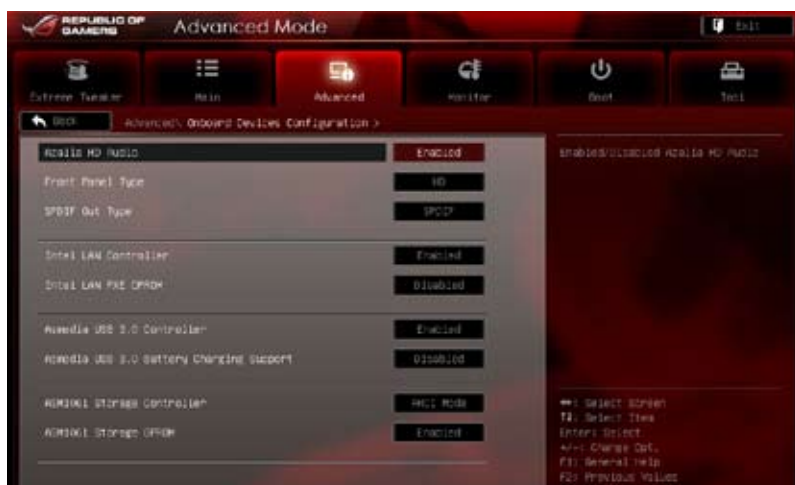 REPUBLIC OF GAMERS
Advanced Mode
Exit
Extreme Tweaker
Main
Advanced
Monitor
Boot
Tool
Back
Advanced\ Onboard Devices Configuration >
Azalia HD Audio
Enabled
Enabled/Disabled Azalia HD Audio
Front Panel Type
HD
SPDIF Out Type
SPDIF
Intel LAN Controller
Enabled
Intel LAN PXE OPROM
Disabled
Asmedia USB 3.0 Controller
Enabled
Asmedia USB 3.0 Battery Charging Support
Disabled
ASM1061 Storage Controller
AHCI Mode
ASM1061 Storage OPROM
Enabled
→←: Select Screen
↑↓: Select Item
Enter: Select
+/-: Change Opt.
F1: General Help
F2: Previous Values